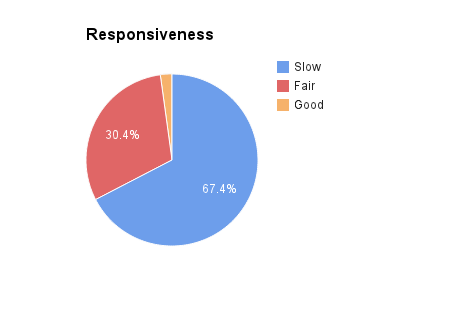 Responsiveness
Slow
Fair
Good
30.4%
67.4%